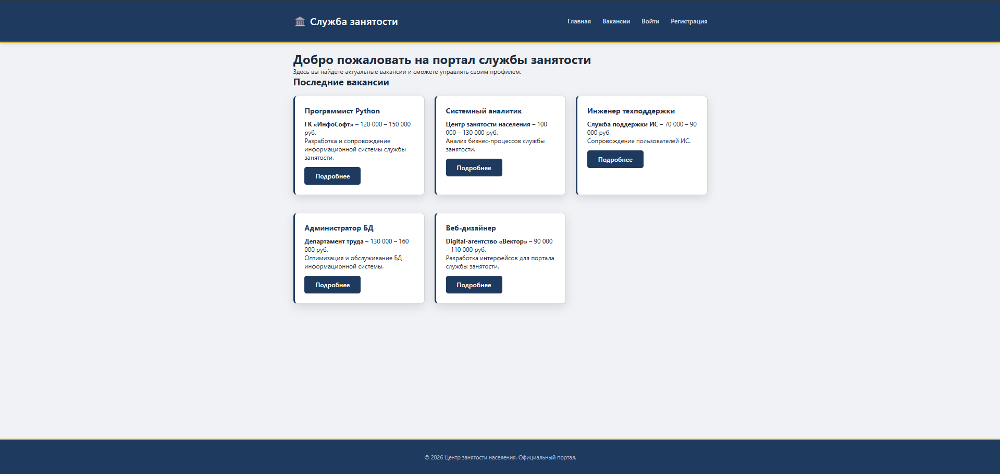 Служба занятости
Главная
Вакансии
Войти
Регистрация
Добро пожаловать на портал службы занятости
Здесь вы найдёте актуальные вакансии и сможете управлять своим профилем.
Последние вакансии
Программист Python
ГК «ИнфоСофт» – 120 000 – 150 000
руб.
Разработка и сопровождение
информационной системы службы
занятости.
Подробнее
Системный аналитик
Центр занятости населения – 100
000 – 130 000 руб.
Анализ бизнес-процессов службы
занятости.
Подробнее
Инженер техподдержки
Служба поддержки ИС – 70 000 – 90
000 руб.
Сопровождение пользователей ИС.
Подробнее
Администратор БД
Департамент труда – 130 000 – 160
000 руб.
Оптимизация и обслуживание БД
информационной системы.
Подробнее
Веб-дизайнер
Digital-агентство «Вектор» – 90 000
– 110 000 руб.
Разработка интерфейсов для портала
службы занятости.
Подробнее
© 2026 Центр занятости населения. Официальный портал.